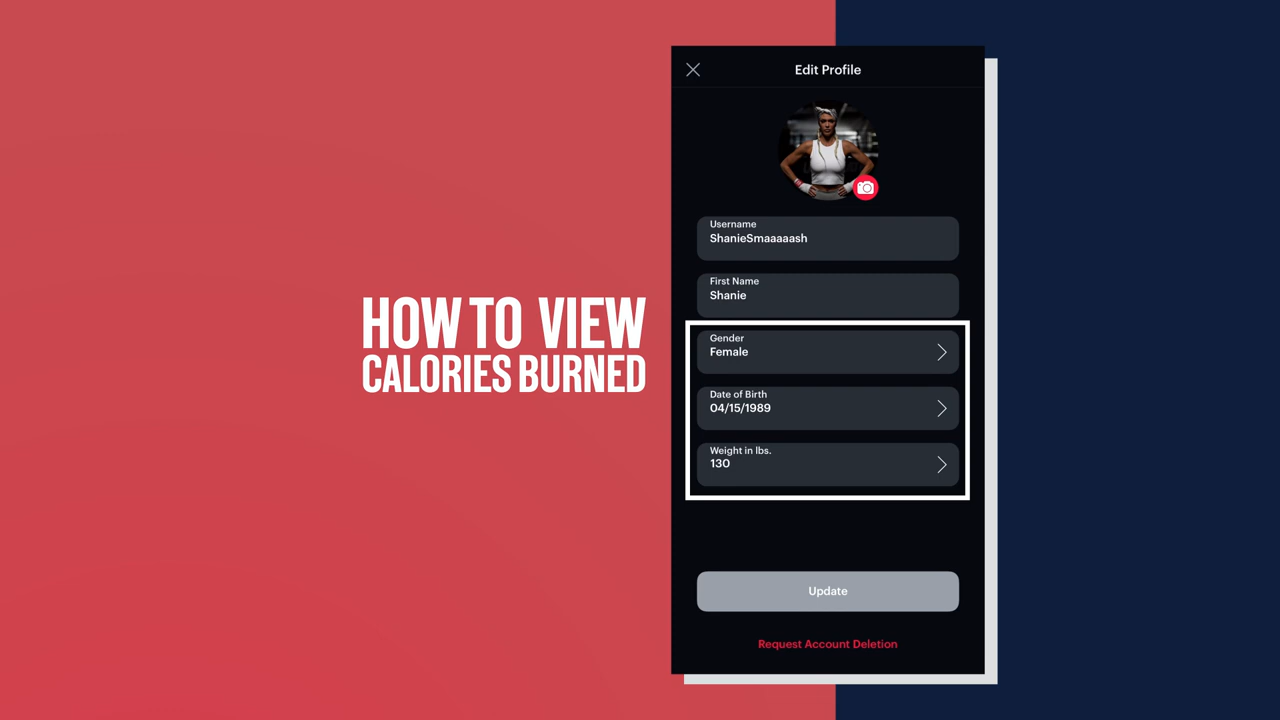 HOW TO VIEW
CALORIES BURNED
Edit Profile
Username
ShanieSmaaaaash
First Name
Shanie
Gender
Female
Date of Birth
04/15/1989
Weight in lbs.
130
Update
Request Account Deletion